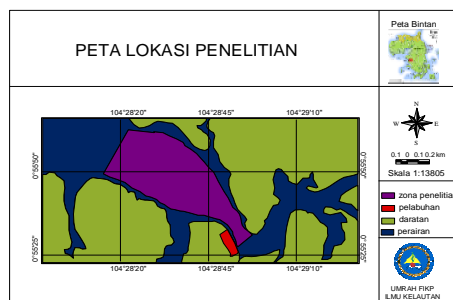 PETA LOKASI PENELITIAN
Peta Bintan
104°28'20" 104°28'45" 104°29'10"
0°55'50" 0°55'50"
0°55'25" 0°55'25"
104°28'20" 104°28'45" 104°29'10"
N
W E
S
0.1 0 0.1 0.2 km
Skala 1:13805
zona penelitia
pelabuhan
daratan
perairan
UMRAH FIKP
ILMU KELAUTAN